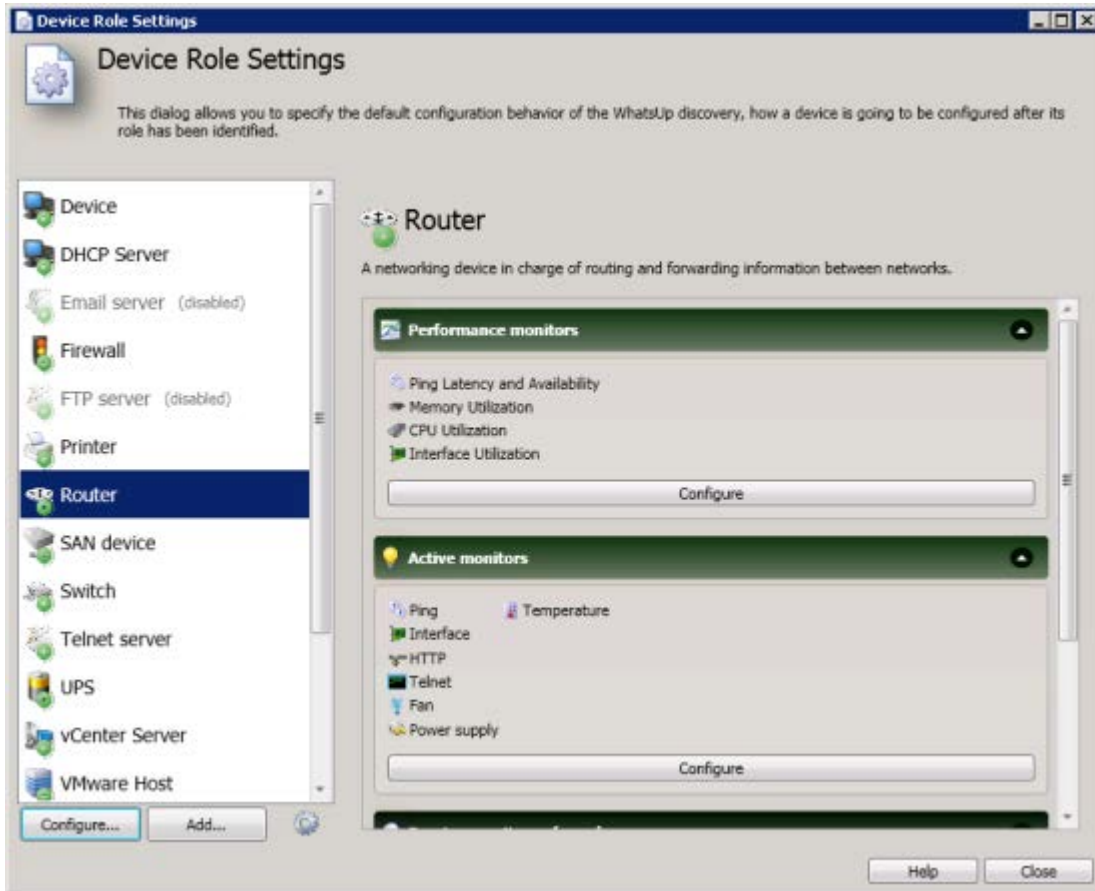 Device Role Settings
Device Role Settings
This dialog allows you to specify the default configuration behavior of the WhatsUp discovery, how a device is going to be configured after its
role has been identified.
Device
DHCP Server
Email server (disabled)
Firewall
FTP server (disabled)
Printer
Router
SAN device
Switch
Telnet server
UPS
vCenter Server
VMware Host
Configure...
Add...
Router
A networking device in charge of routing and forwarding information between networks.
Performance monitors
Ping Latency and Availability
Memory Utilization
CPU Utilization
Interface Utilization
Configure
Active monitors
Ping
Temperature
Interface
HTTP
Telnet
Fan
Power supply
Configure
Help
Close